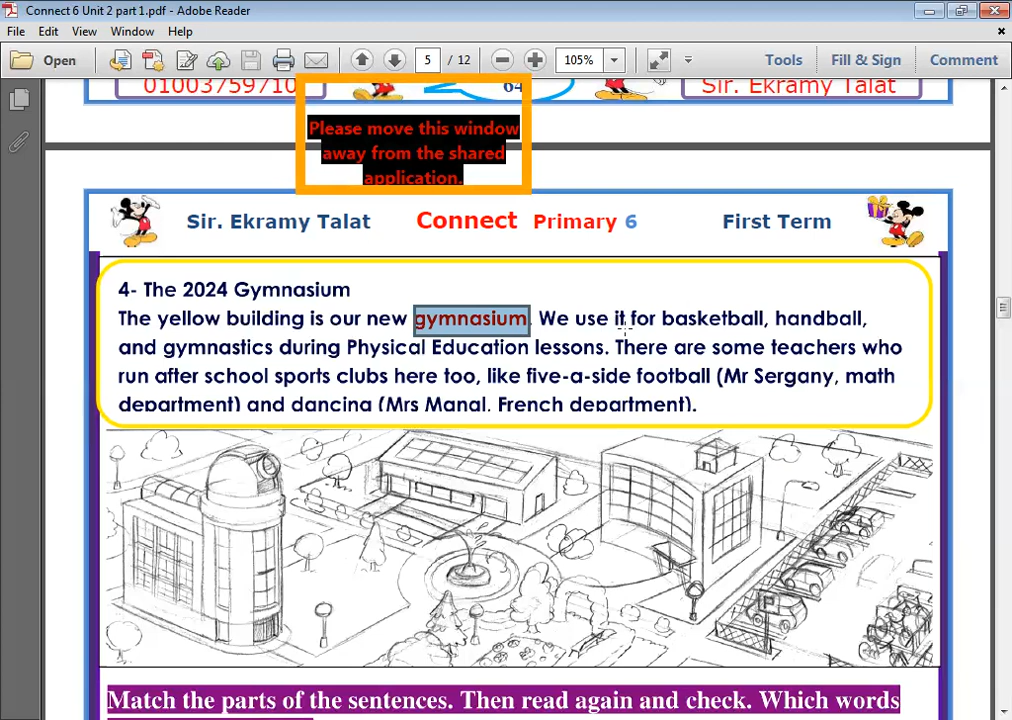 Connect 6 Unit 2 part 1.pdf - Adobe Reader
File Edit View Window Help
Open 5 / 12 105% Tools Fill & Sign Comment
01003759710 64 Sir. Ekramy Talat
Please move this window
away from the shared
application.
Sir. Ekramy Talat Connect Primary 6 First Term
4- The 2024 Gymnasium
The yellow building is our new gymnasium. We use it for basketball, handball,
and gymnastics during Physical Education lessons. There are some teachers who
run after school sports clubs here too, like five-a-side football (Mr Sergany, math
department) and dancing (Mrs Manal, French department).
P
Match the parts of the sentences. Then read again and check. Which words